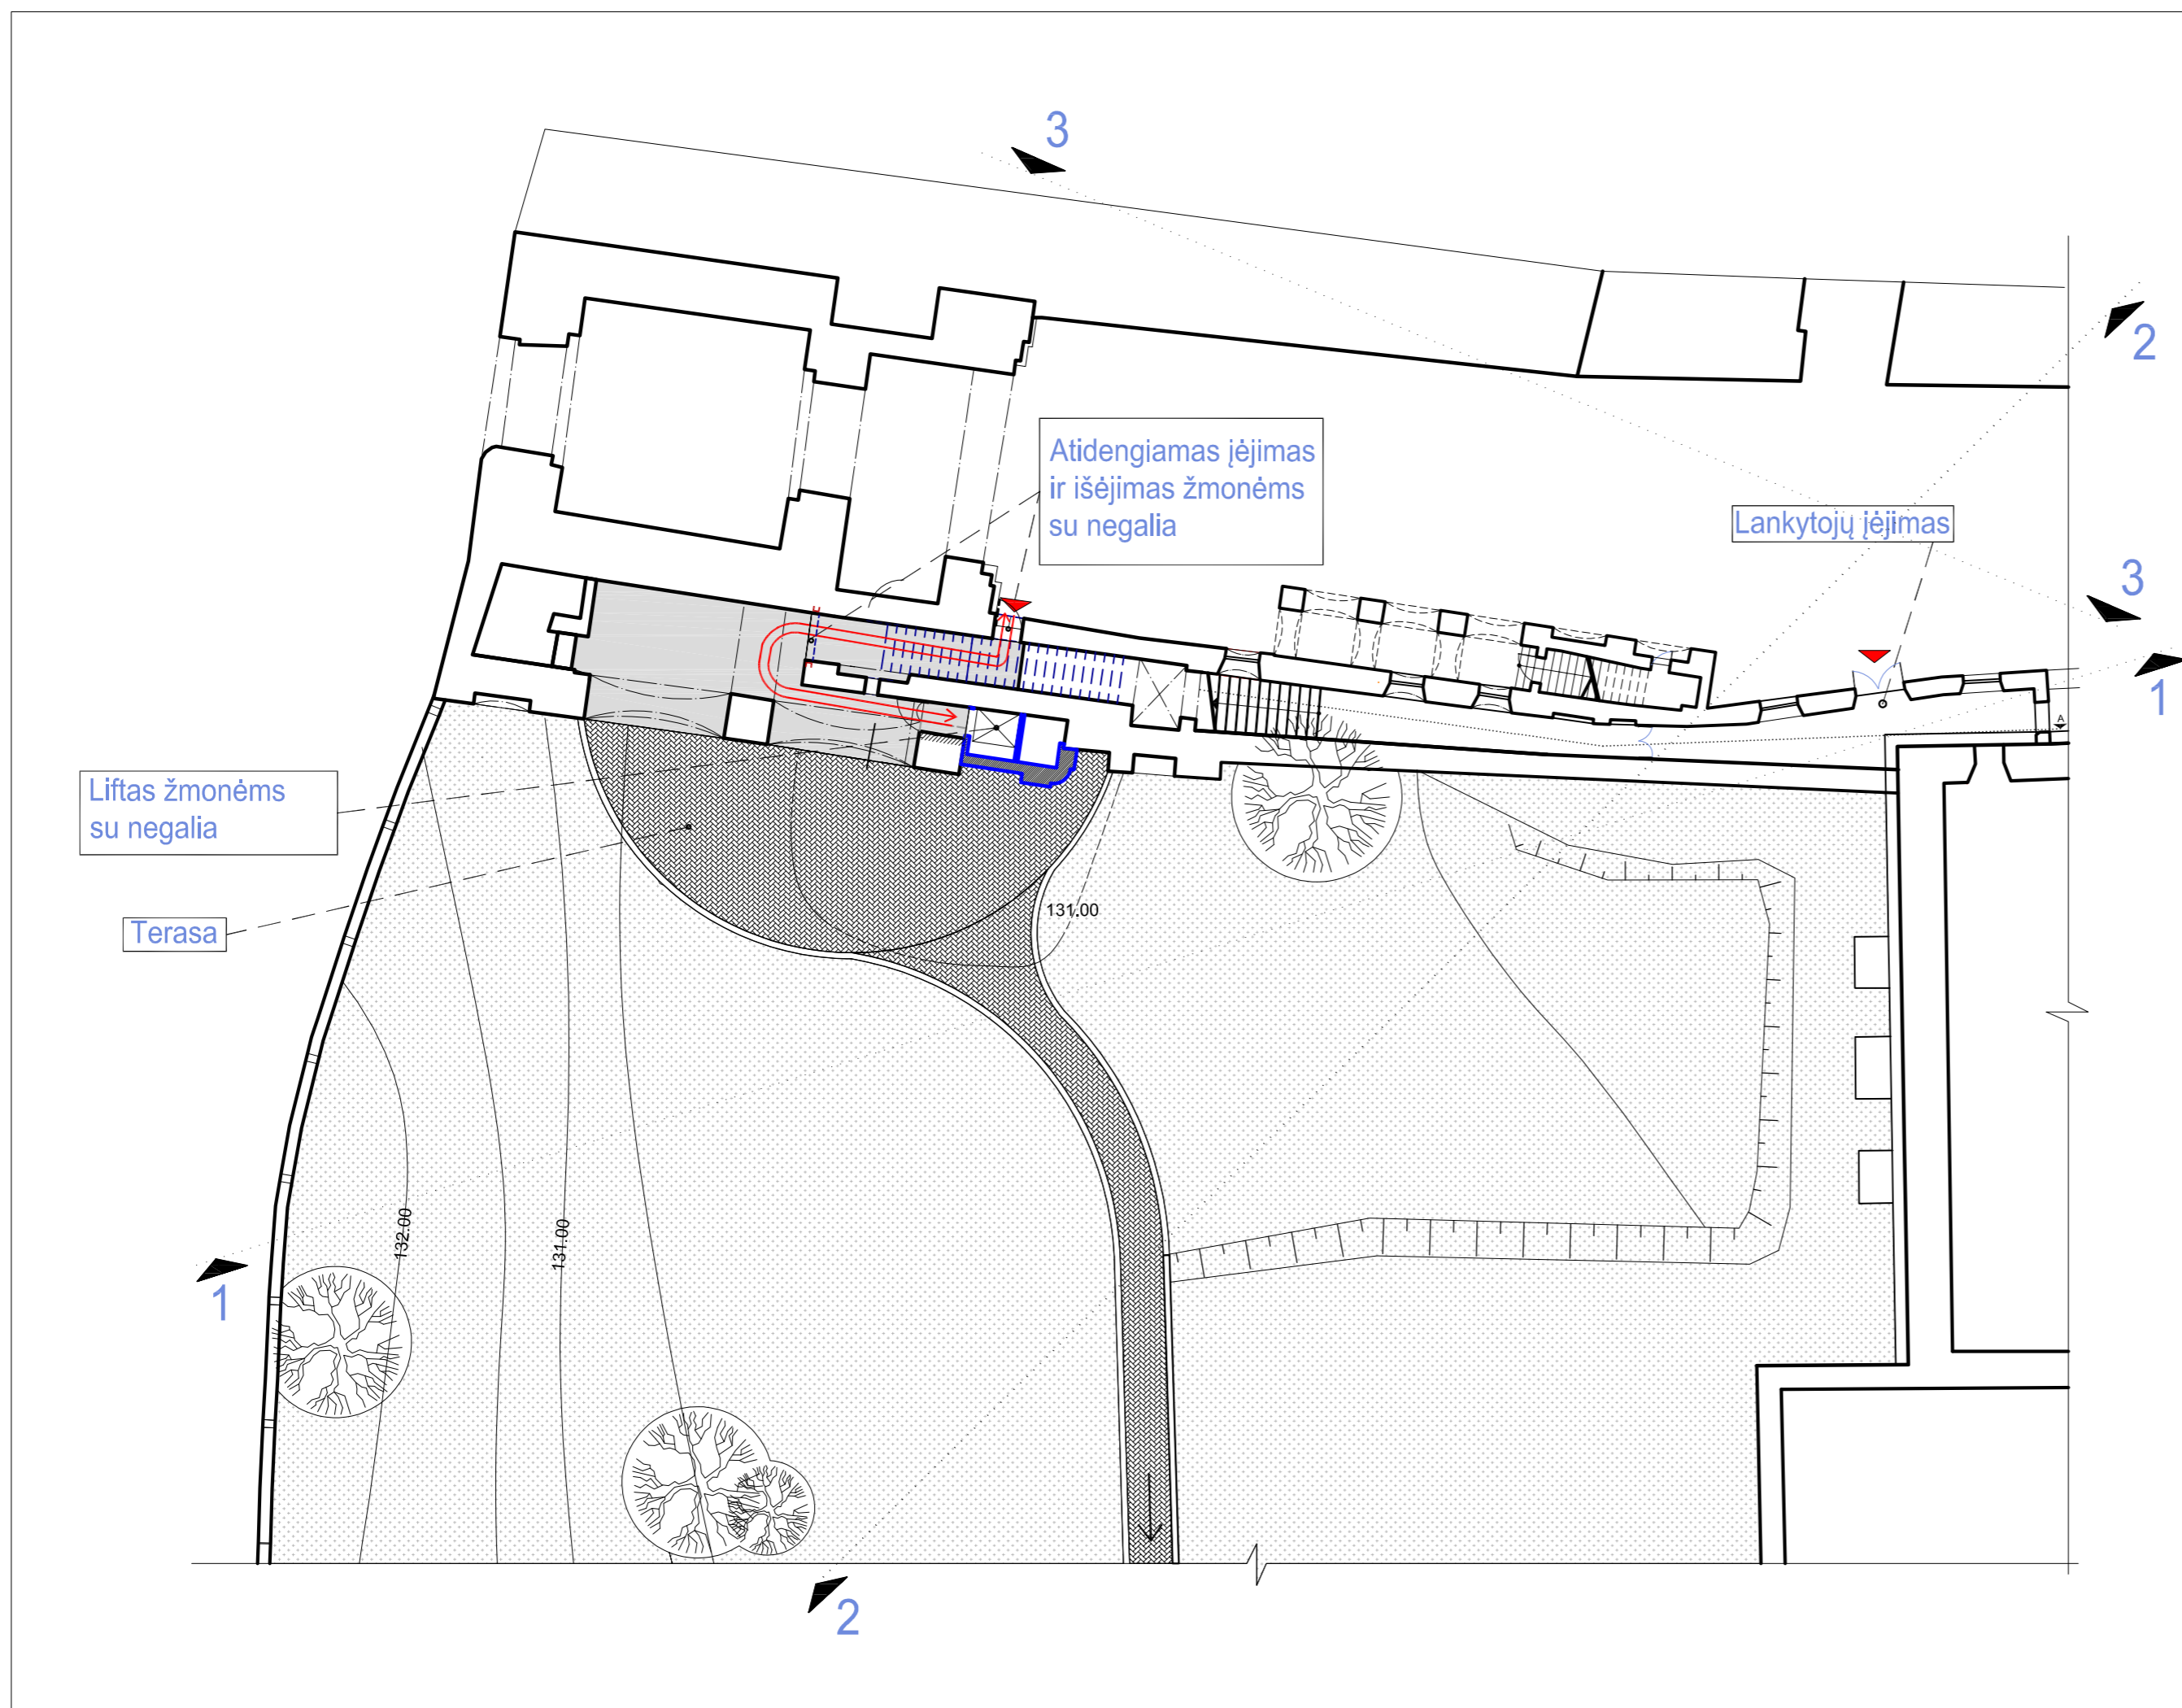 3
2
Atidengiamas įėjimas
ir išėjimas žmonėms
su negalia
Lankytojų įėjimas
3
1
A
Liftas žmonėms
su negalia
Terasa
131.00
132.00
131.00
1
2